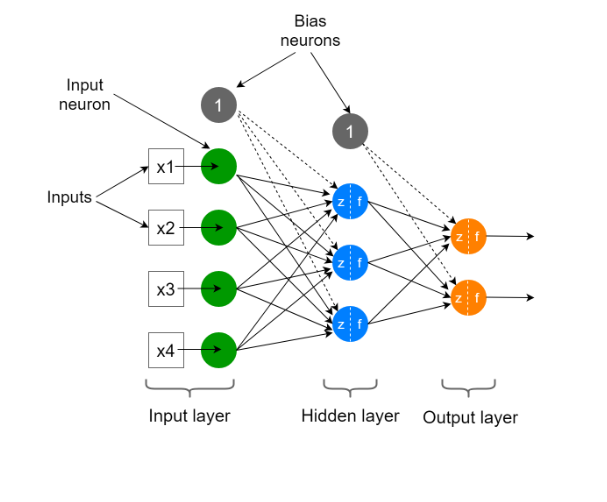 Bias
neurons
Input
neuron
1
1
Inputs
x1
x2
x3
x4
z f
z f
z f
z f
z f
Input layer
Hidden layer
Output layer